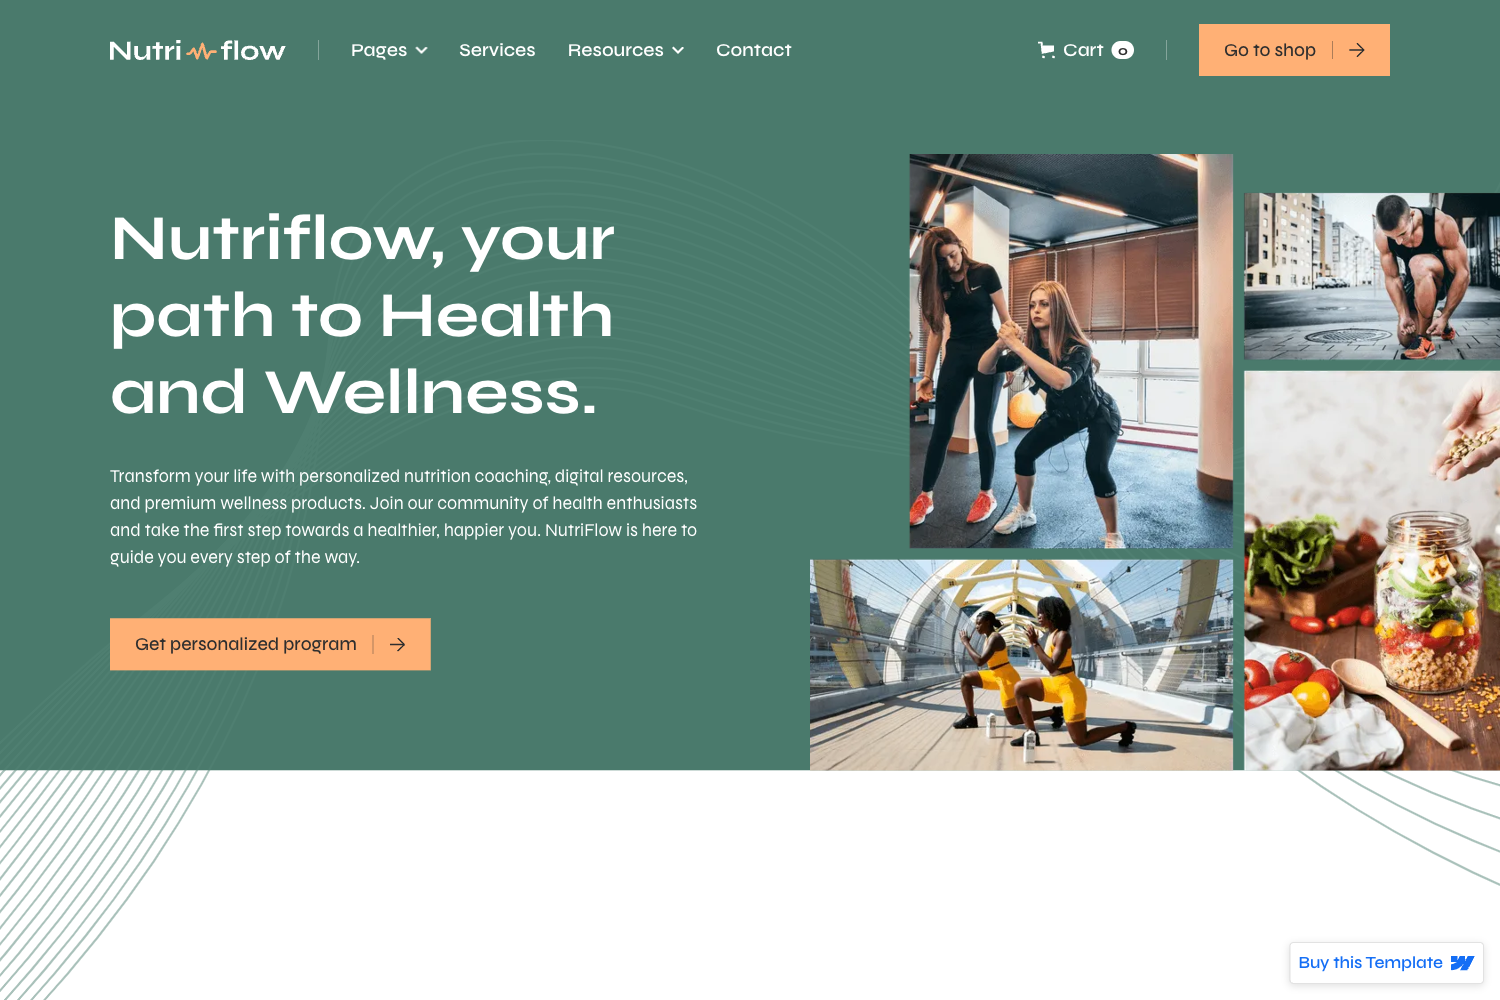 Nutri flow
Pages
Services
Resources
Contact
Cart 0
Go to shop
Nutriflow, your
path to Health
and Wellness.
Transform your life with personalized nutrition coaching, digital resources,
and premium wellness products. Join our community of health enthusiasts
and take the first step towards a healthier, happier you. NutriFlow is here to
guide you every step of the way.
Get personalized program
Buy this Template